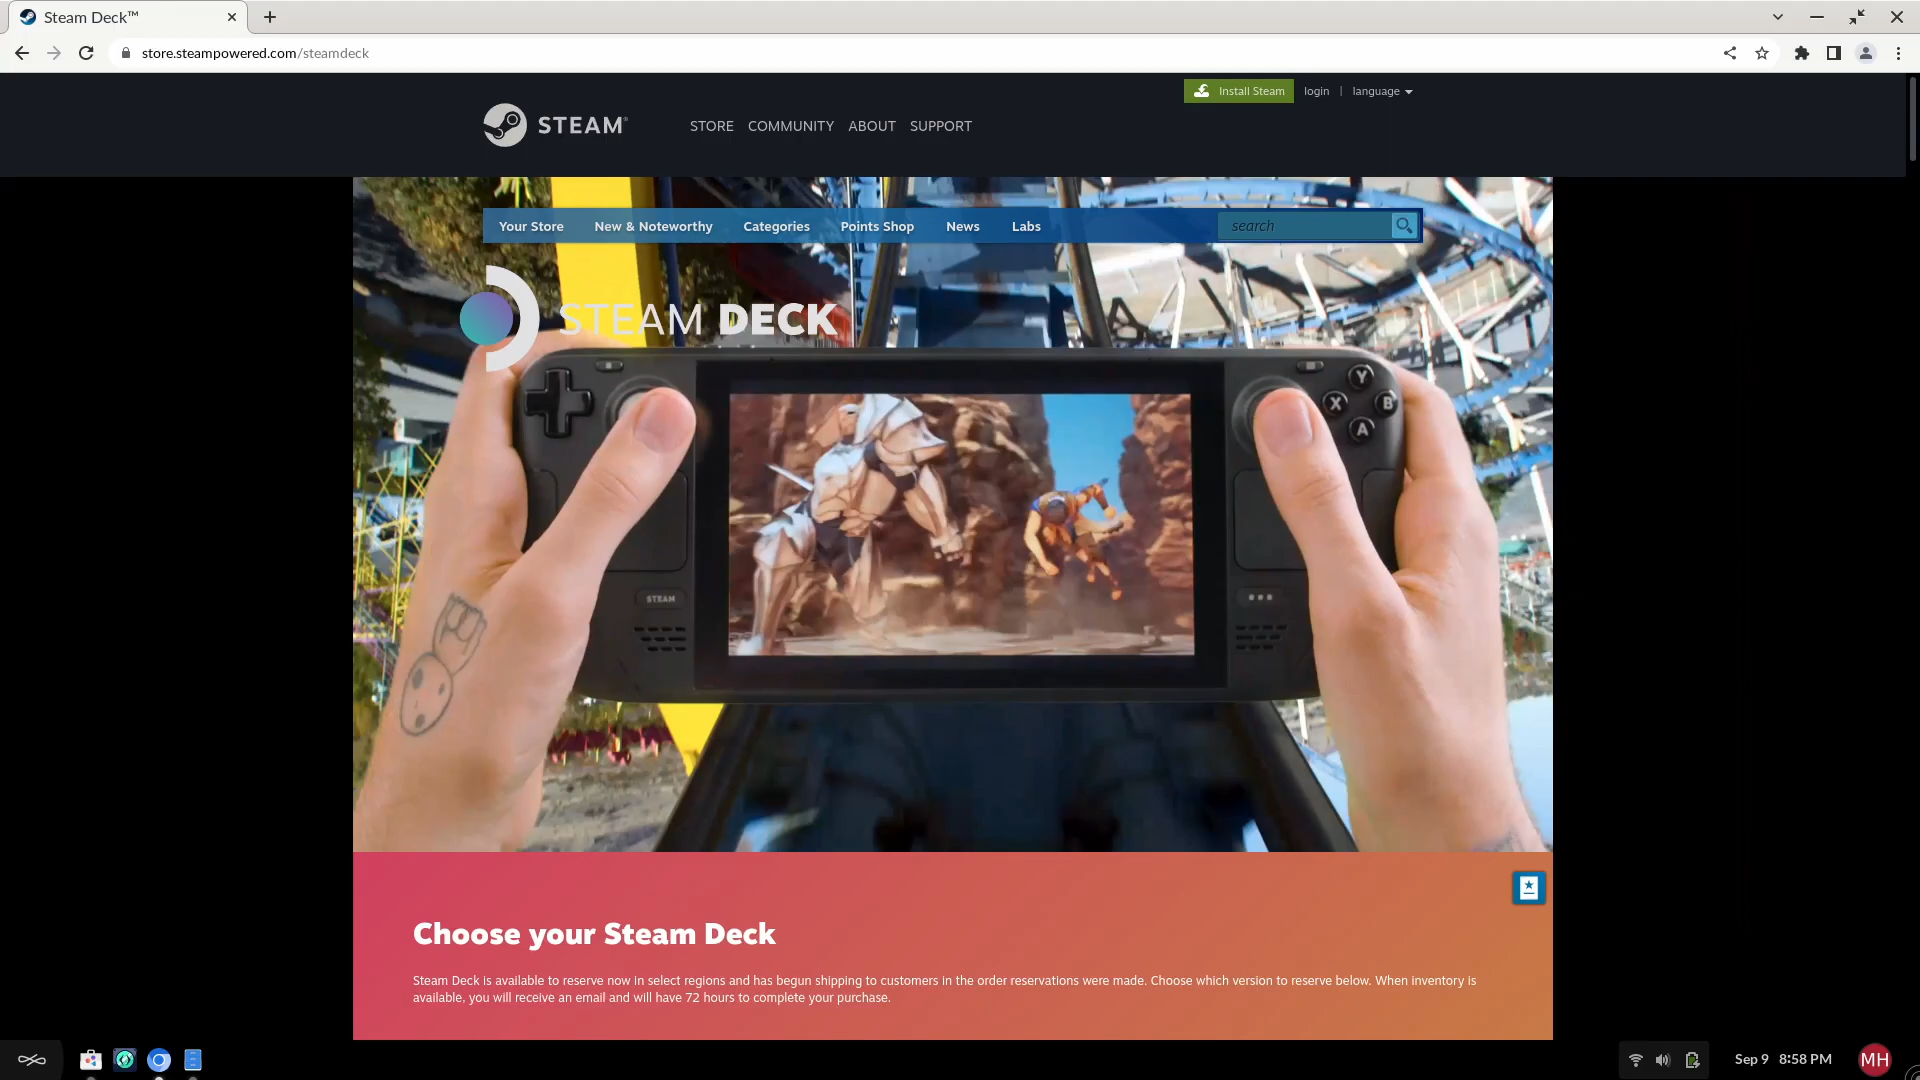 Steam Deck™
store.steampowered.com/steamdeck
Install Steam login | language
STEAM®
STORE COMMUNITY ABOUT SUPPORT
Your Store New & Noteworthy Categories Points Shop News Labs search
STEAM DECK
Y
X B
A
STEAM
Choose your Steam Deck
Steam Deck is available to reserve now in select regions and has begun shipping to customers in the order reservations were made. Choose which version to reserve below. When inventory is
available, you will receive an email and will have 72 hours to complete your purchase.
Sep 9 8:58 PM MH